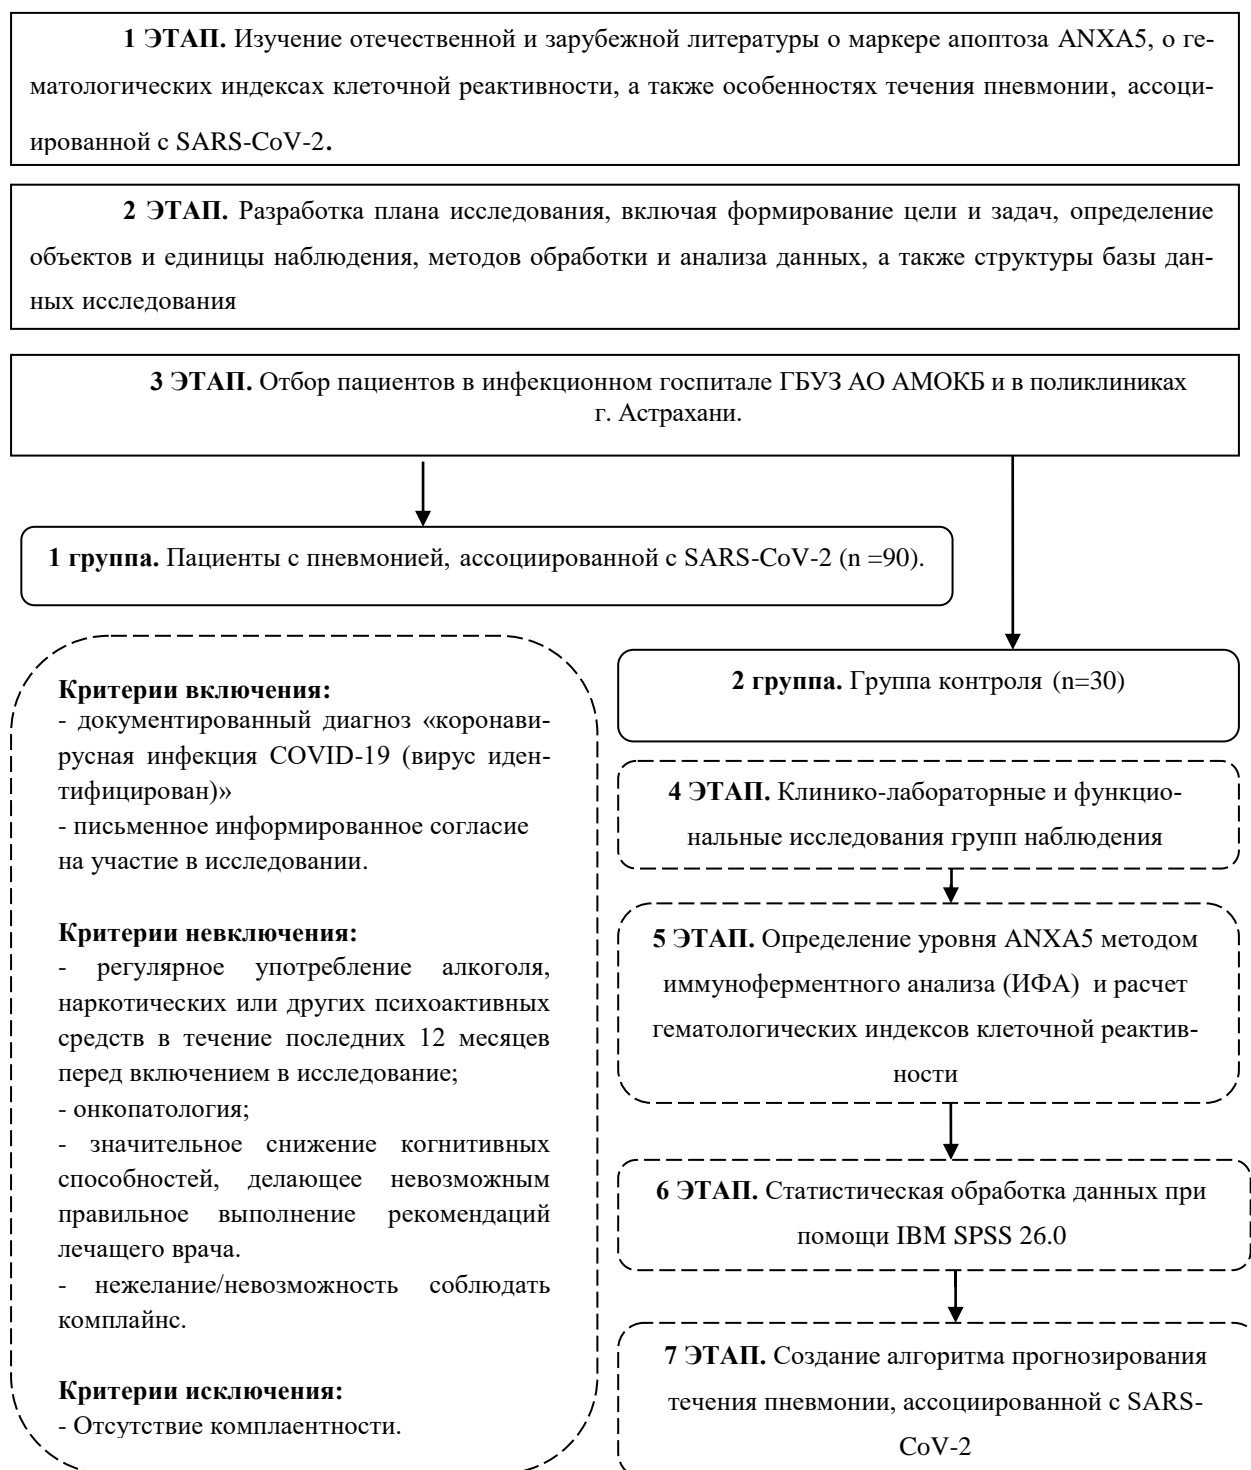 1 ЭТАП. Изучение отечественной и зарубежной литературы о маркере апоптоза ANXA5, о ге-
матологических индексах клеточной реактивности, а также особенностях течения пневмонии, ассоци-
ированной с SARS-CoV-2.
2 ЭТАП. Разработка плана исследования, включая формирование цели и задач, определение
объектов и единицы наблюдения, методов обработки и анализа данных, а также структуры базы дан-
ных исследования
3 ЭТАП. Отбор пациентов в инфекционном госпитале ГБУЗ АО АМОКБ и в поликлиниках
г. Астрахани.
1 группа. Пациенты с пневмонией, ассоциированной с SARS-CoV-2 (n =90).
Критерии включения:
- документированный диагноз «коронави-
русная инфекция COVID-19 (вирус иден-
тифицирован)»
- письменное информированное согласие
на участие в исследовании.
Критерии невключения:
- регулярное употребление алкоголя,
наркотических или других психоактивных
средств в течение последних 12 месяцев
перед включением в исследование;
- онкопатология;
- значительное снижение когнитивных
способностей, делающее невозможным
правильное выполнение рекомендаций
лечащего врача.
- нежелание/невозможность соблюдать
комплайнс.
Критерии исключения:
- Отсутствие комплаентности.
2 группа. Группа контроля (n=30)
4 ЭТАП. Клинико-лабораторные и функцио-
нальные исследования групп наблюдения
5 ЭТАП. Определение уровня ANXA5 методом
иммуноферментного анализа (ИФА) и расчет
гематологических индексов клеточной реактив-
ности
6 ЭТАП. Статистическая обработка данных при
помощи IBM SPSS 26.0
7 ЭТАП. Создание алгоритма прогнозирования
течения пневмонии, ассоциированной с SARS-
CoV-2